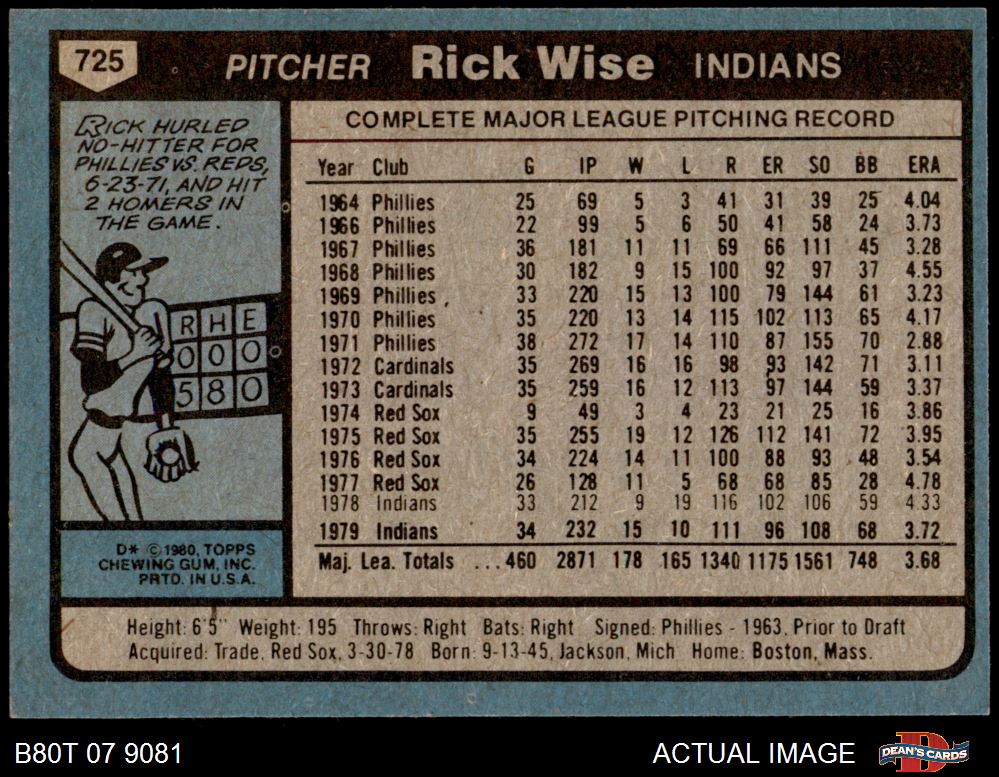 725 PITCHER Rick Wise INDIANS
RICK HURLED
NO-HITTER FOR
PHILLIES VS. REDS,
6-23-71, AND HIT
2 HOMERS IN
THE GAME.
R H E
0 0 0
5 8 0
D* © 1980, TOPPS
CHEWING GUM, INC.
PRTD. IN U.S.A.
COMPLETE MAJOR LEAGUE PITCHING RECORD
Year Club G IP W L R ER SO BB ERA
1964 Phillies 25 69 5 3 41 31 39 25 4.04
1966 Phillies 22 99 5 6 50 41 58 24 3.73
1967 Phillies 36 181 11 11 69 66 111 45 3.28
1968 Phillies 30 182 9 15 100 92 97 37 4.55
1969 Phillies 33 220 15 13 100 79 144 61 3.23
1970 Phillies 35 220 13 14 115 102 113 65 4.17
1971 Phillies 38 272 17 14 110 87 155 70 2.88
1972 Cardinals 35 269 16 16 98 93 142 71 3.11
1973 Cardinals 35 259 16 12 113 97 144 59 3.37
1974 Red Sox 9 49 3 4 23 21 25 16 3.86
1975 Red Sox 35 255 19 12 126 112 141 72 3.95
1976 Red Sox 34 224 14 11 100 88 93 48 3.54
1977 Red Sox 26 128 11 5 68 68 85 28 4.78
1978 Indians 33 212 9 19 116 102 106 59 4.33
1979 Indians 34 232 15 10 111 96 108 68 3.72
Maj. Lea. Totals ...460 2871 178 165 1340 1175 1561 748 3.68
Height: 6'5" Weight: 195 Throws: Right Bats: Right Signed: Phillies - 1963, Prior to Draft
Acquired: Trade, Red Sox, 3-30-78 Born: 9-13-45, Jackson, Mich Home: Boston, Mass.
B80T 07 9081 ACTUAL IMAGE DEAN'S CARDS